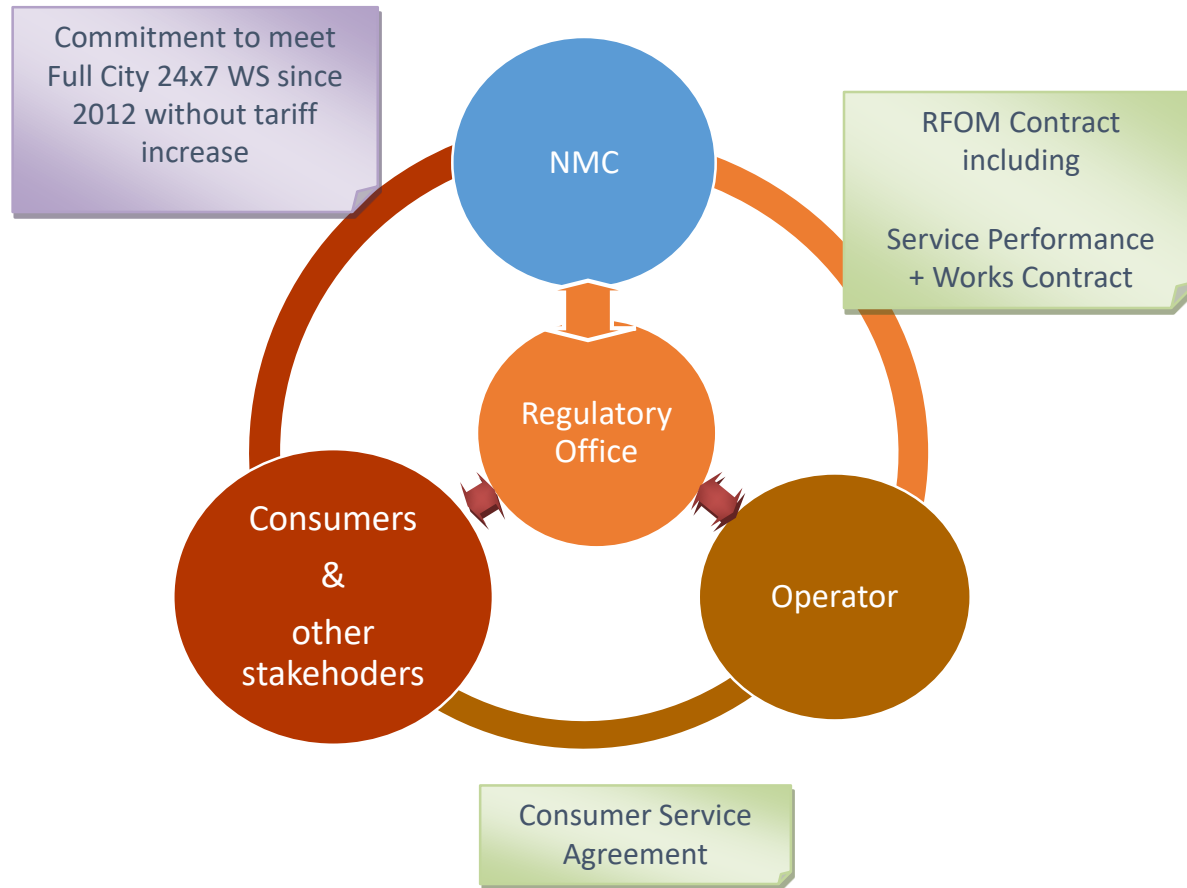 Commitment to meet
Full City 24x7 WS since
2012 without tariff
increase
NMC
RFOM Contract
including
Service Performance
+ Works Contract
Regulatory
Office
Consumers
&
other
stakehoders
Operator
Consumer Service
Agreement